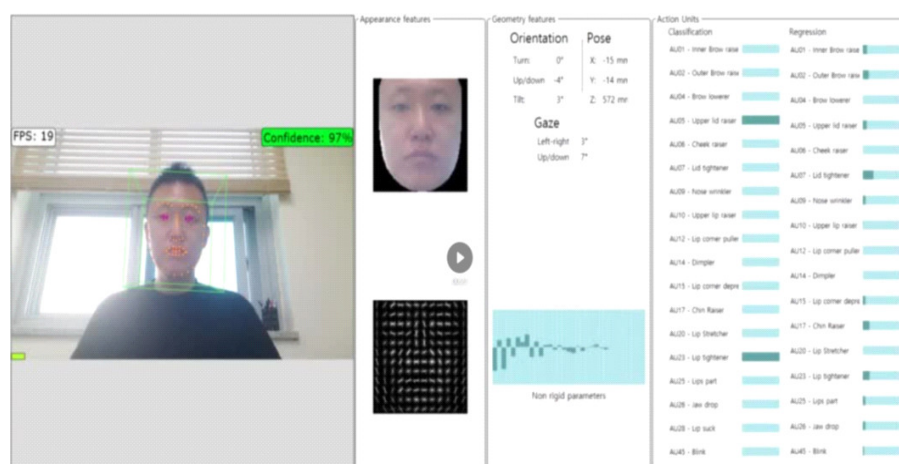 FPS: 19
Confidence: 97%
Appearance features
Geometry features
Orientation
Turn: 0°
Up/down -4°
Tilt: 3°
Pose
X: -15 mn
Y: -14 mn
Z: 572 mr
Gaze
Left-right 3°
Up/down 7°
Non rigid parameters
Action Units
Classification
AU01 - Inner Brow raise
AU02 - Outer Brow raise
AU04 - Brow lowerer
AU05 - Upper lid raiser
AU06 - Cheek raiser
AU07 - Lid tightener
AU09 - Nose wrinkler
AU10 - Upper lip raiser
AU12 - Lip corner puller
AU14 - Dimpler
AU15 - Lip corner depre
AU17 - Chin Raiser
AU20 - Lip Stretcher
AU23 - Lip tightener
AU25 - Lips part
AU26 - Jaw drop
AU28 - Lip suck
AU45 - Blink
Regression
AU01 - Inner Brow raise
AU02 - Outer Brow raise
AU04 - Brow lowerer
AU05 - Upper lid raiser
AU06 - Cheek raiser
AU07 - Lid tightener
AU09 - Nose wrinkler
AU10 - Upper lip raiser
AU12 - Lip corner puller
AU14 - Dimpler
AU15 - Lip corner depre
AU17 - Chin Raiser
AU20 - Lip Stretcher
AU23 - Lip tightener
AU25 - Lips part
AU26 - Jaw drop
AU45 - Blink